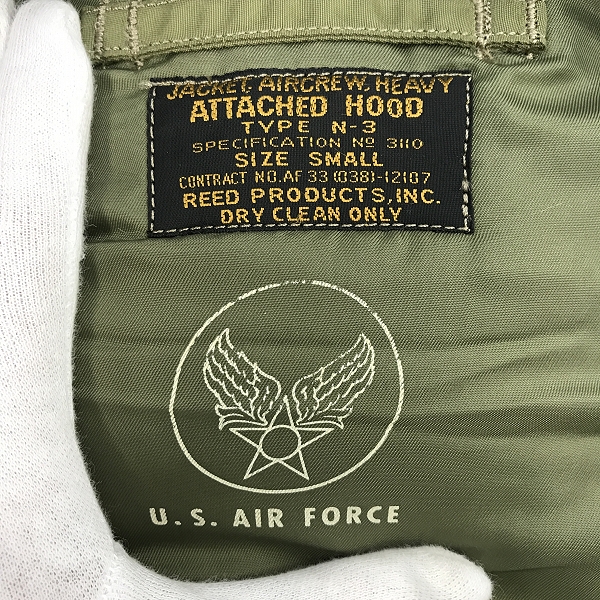 JACKET, AIRCREW, HEAVY
ATTACHED HOOD
TYPE N-3
SPECIFICATION Nº 3110
SIZE SMALL
CONTRACT NO. AF 33 (038)-12107
REED PRODUCTS, INC.
DRY CLEAN ONLY
U. S. AIR FORCE